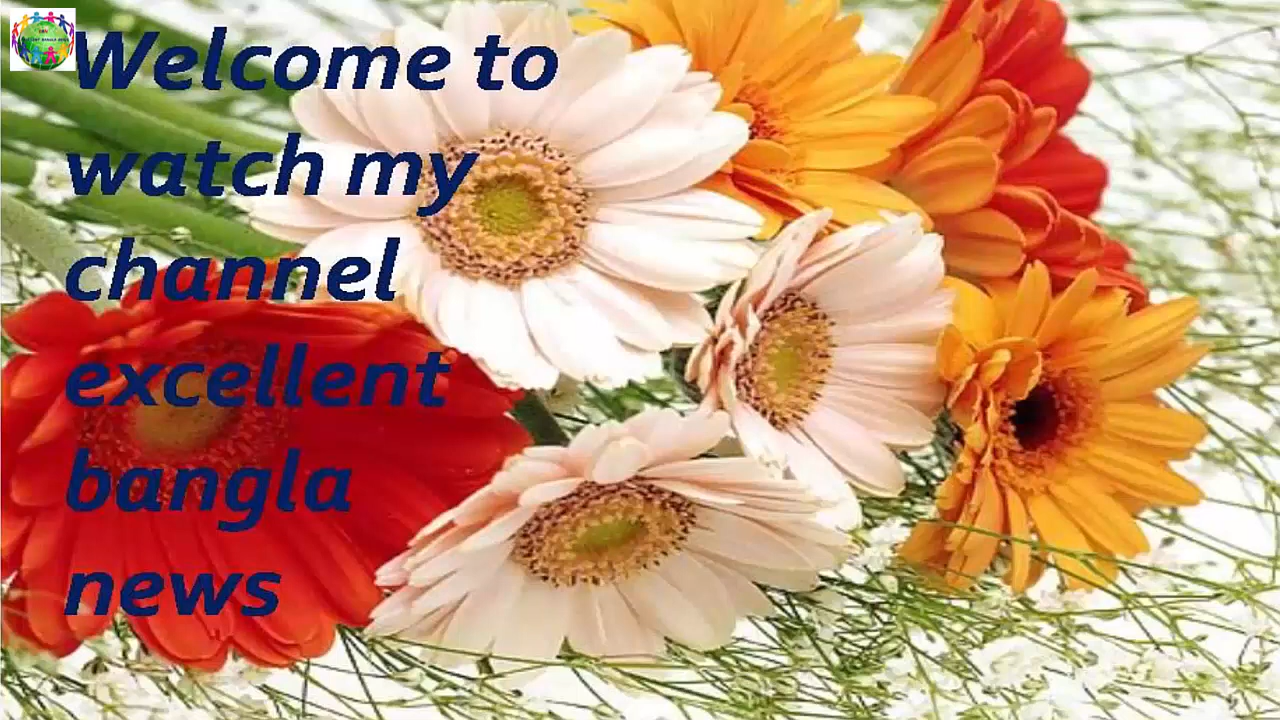 Welcome to
watch my
channel
excellent
bangla
news